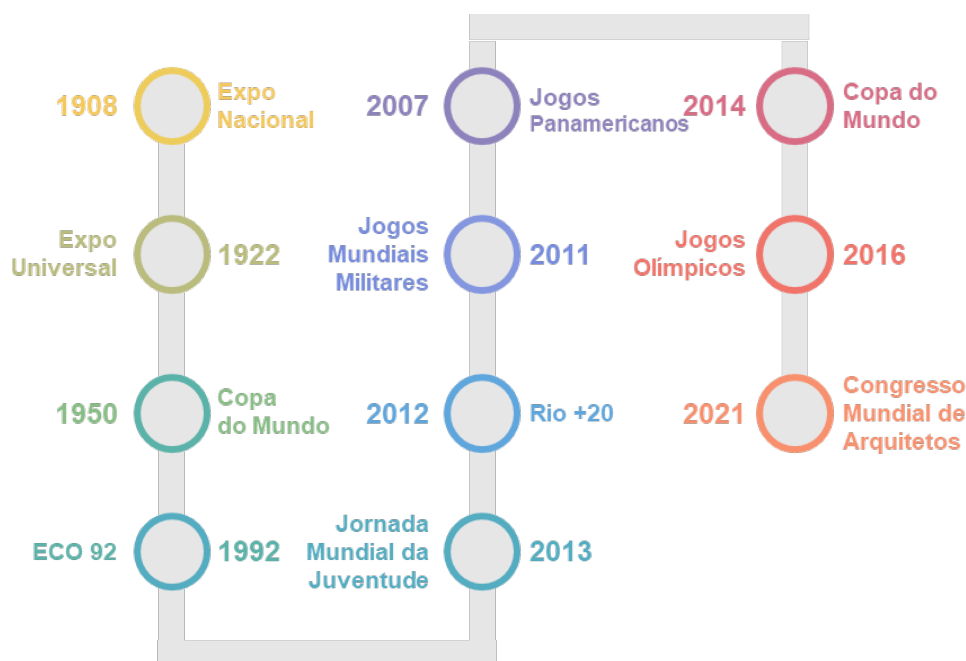 1908
Expo
Nacional
Expo
Universal
1922
1950
Copa
do Mundo
ECO 92
1992
2007
Jogos
Panamericanos
Jogos
Mundiais
Militares
2011
2012
Rio +20
Jornada
Mundial da
Juventude
2013
2014
Copa do
Mundo
Jogos
Olímpicos
2016
2021
Congresso
Mundial de
Arquitetos